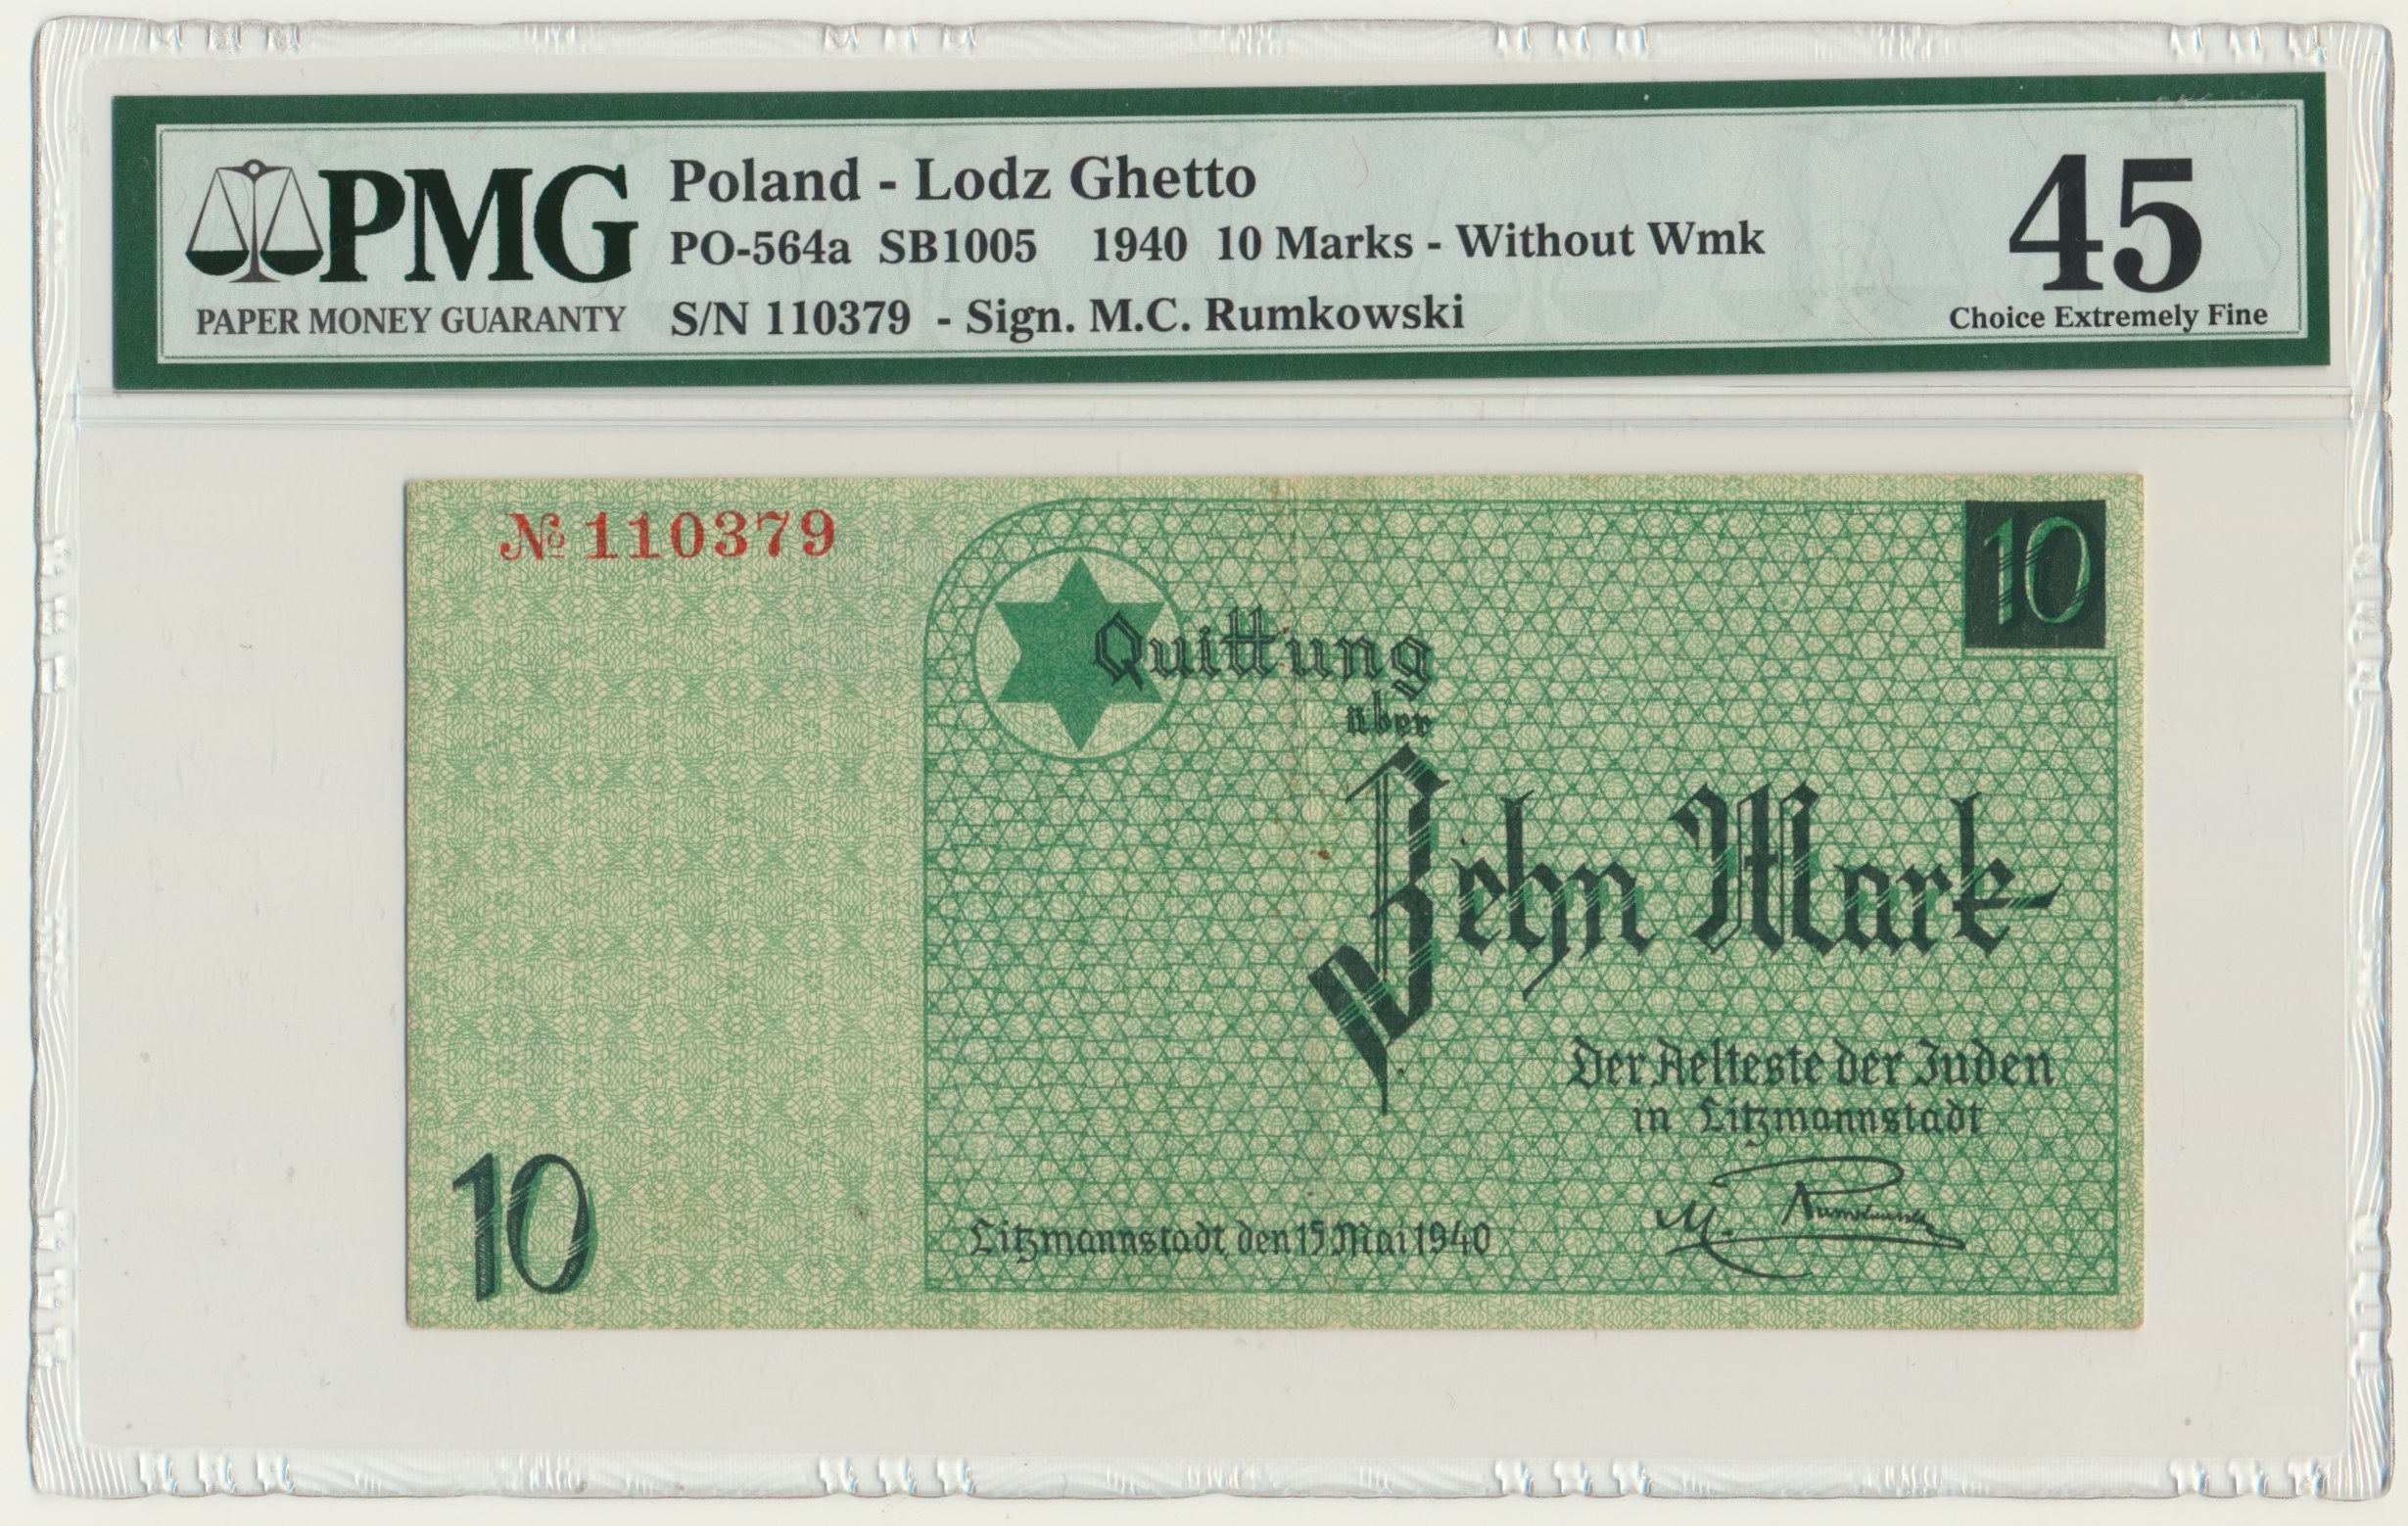 PMG
PAPER MONEY GUARANTY
Poland - Lodz Ghetto
PO-564a SB1005 1940 10 Marks - Without Wmk
S/N 110379 - Sign. M.C. Rumkowski
45
Choice Extremely Fine
№ 110379
10
Quittung
über
Zehn Mark
Der Aelteste der Juden
in Litzmannstadt
M. Rumkowski
Litzmannstadt, den 15 Mai 1940
10